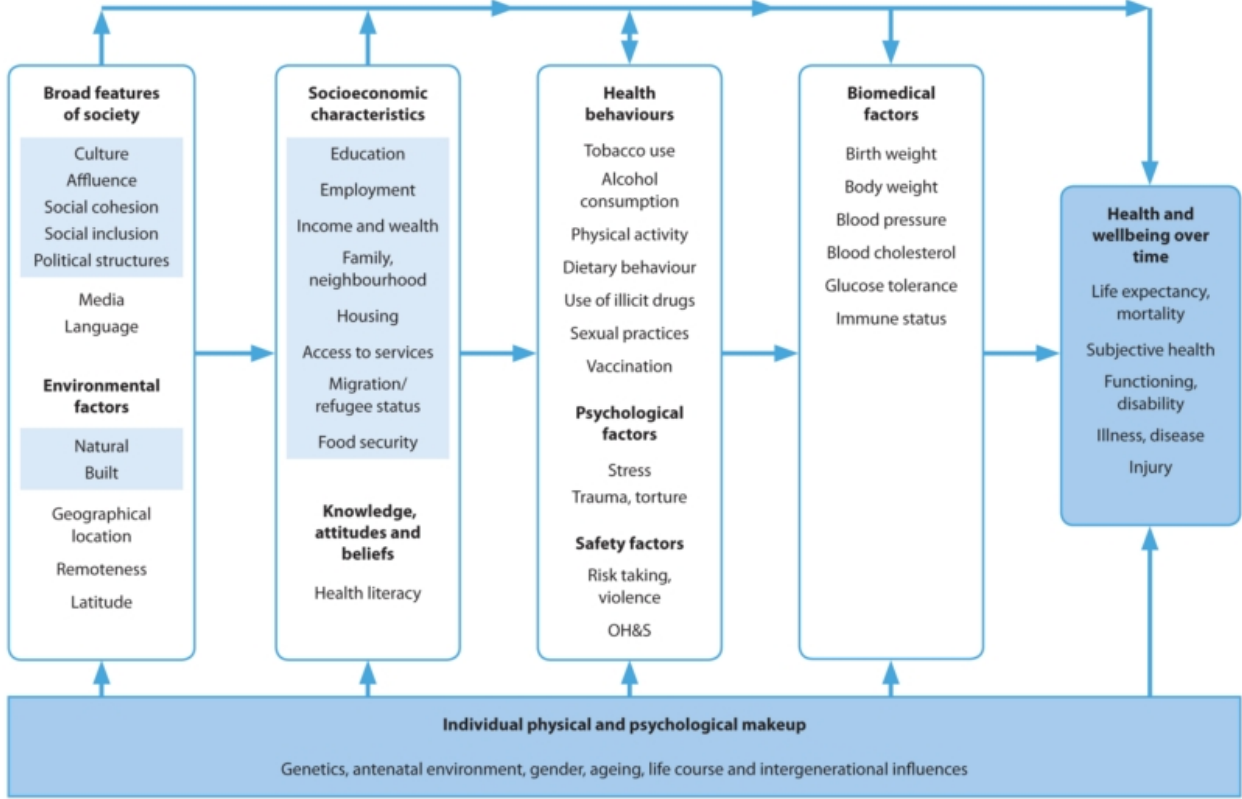 Broad features
of society
Culture
Affluence
Social cohesion
Social inclusion
Political structures
Media
Language
Environmental
factors
Natural
Built
Geographical
location
Remoteness
Latitude
Socioeconomic
characteristics
Education
Employment
Income and wealth
Family,
neighbourhood
Housing
Access to services
Migration/
refugee status
Food security
Knowledge,
attitudes and
beliefs
Health literacy
Health
behaviours
Tobacco use
Alcohol
consumption
Physical activity
Dietary behaviour
Use of illicit drugs
Sexual practices
Vaccination
Psychological
factors
Stress
Trauma, torture
Safety factors
Risk taking,
violence
OH&S
Biomedical
factors
Birth weight
Body weight
Blood pressure
Blood cholesterol
Glucose tolerance
Immune status
Health and
wellbeing over
time
Life expectancy,
mortality
Subjective health
Functioning,
disability
Illness, disease
Injury
Individual physical and psychological makeup
Genetics, antenatal environment, gender, ageing, life course and intergenerational influences